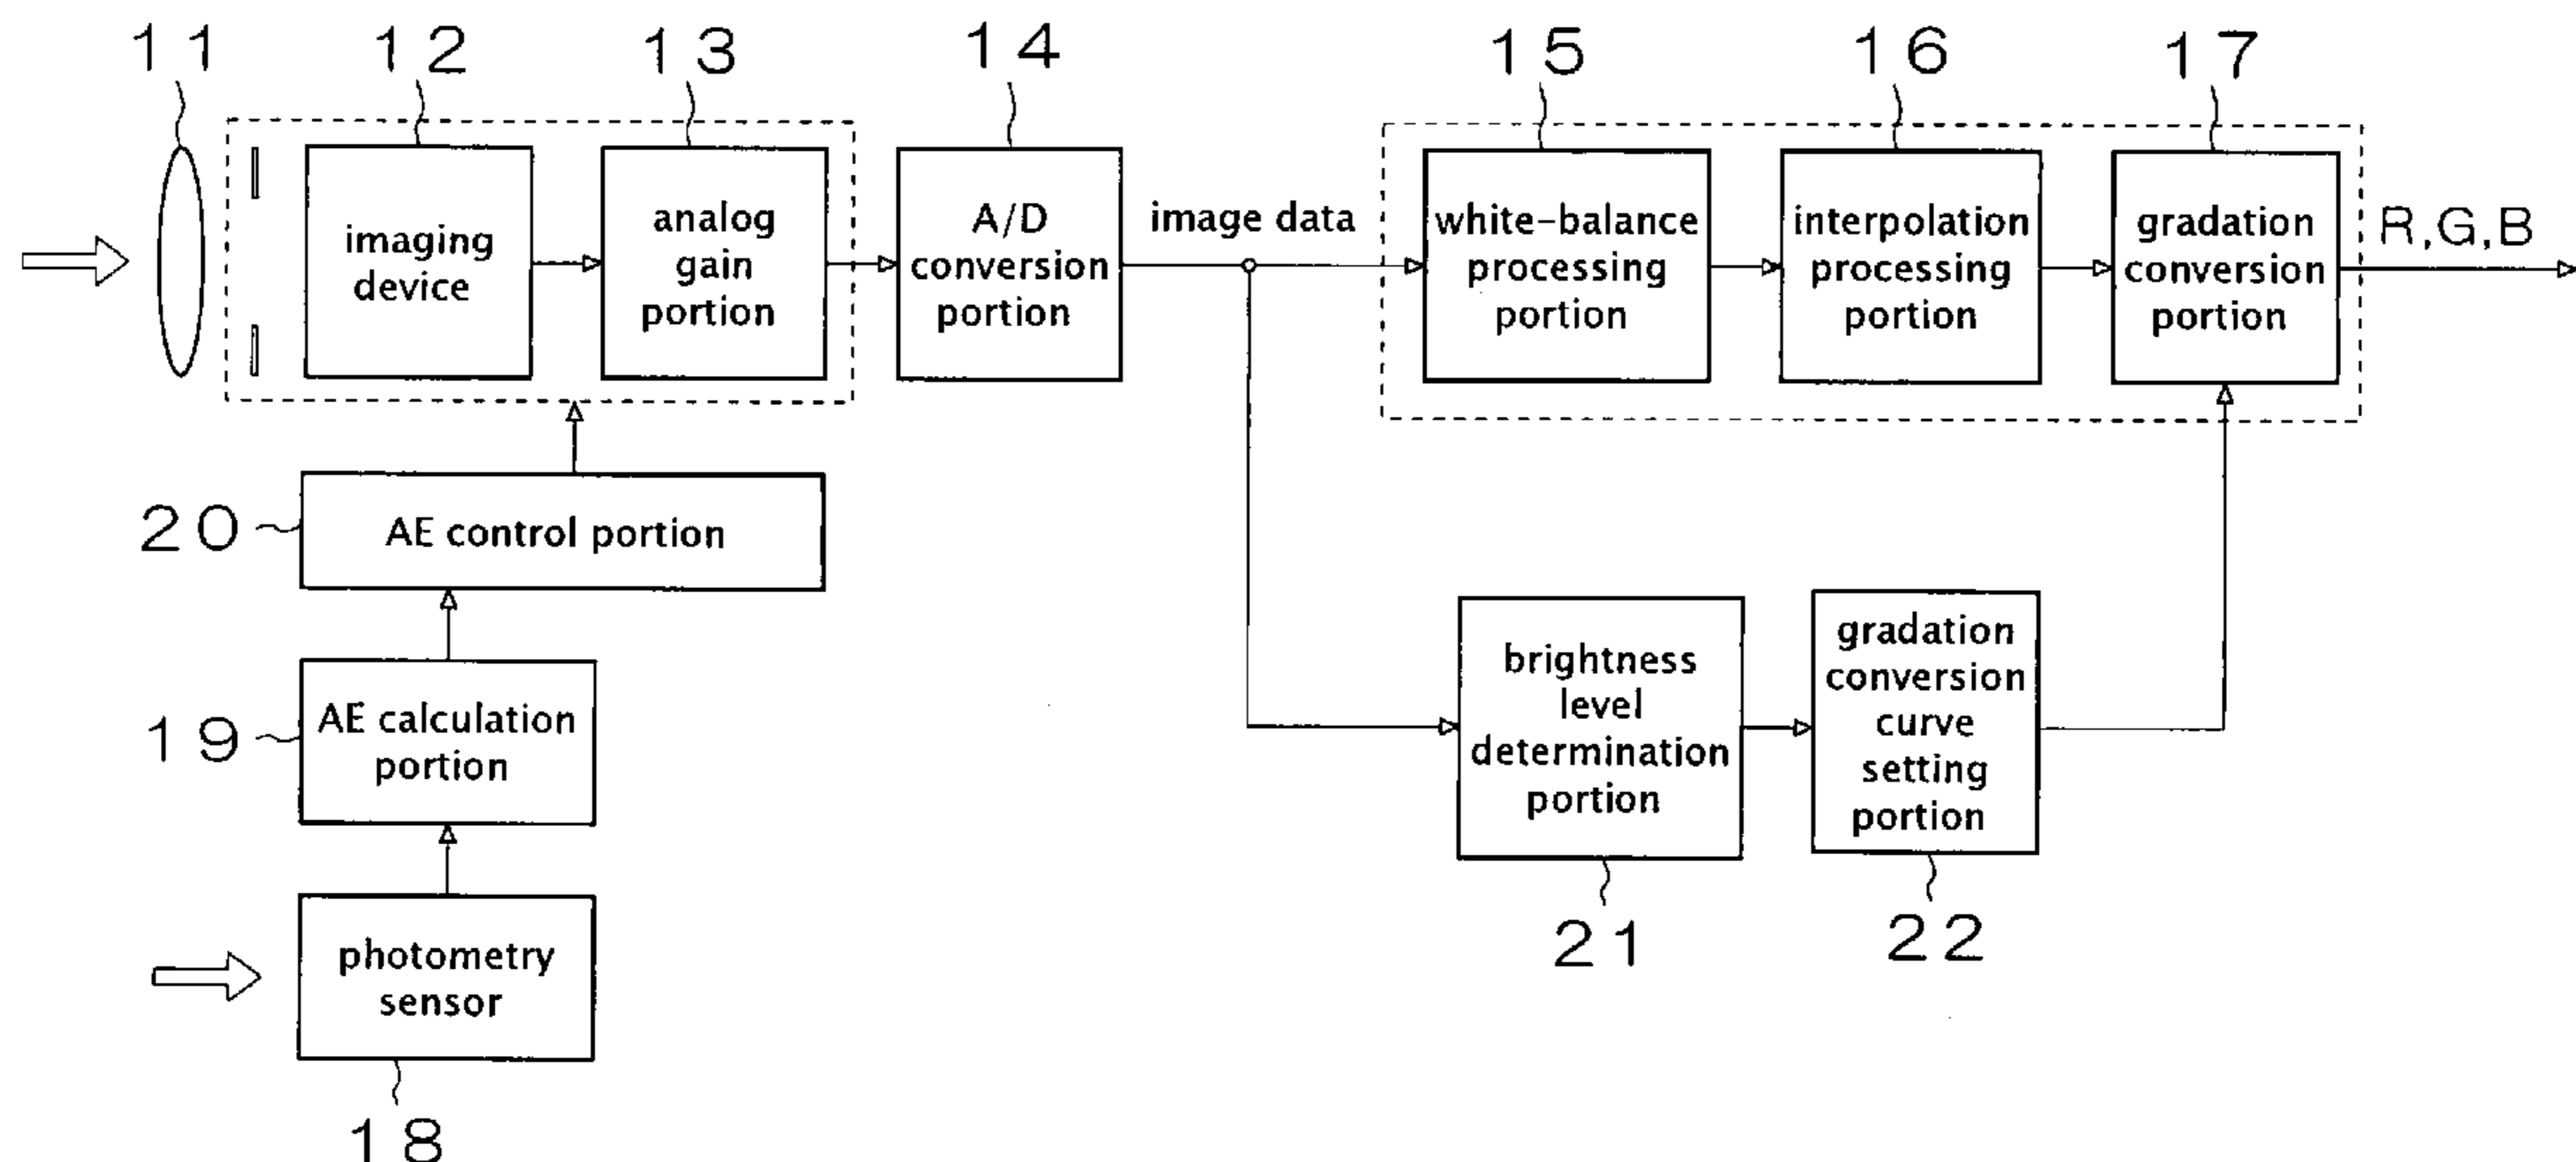 11
12
13
14
15
16
17
imaging
device
analog
gain
portion
A/D
conversion
portion
image data
white-balance
processing
portion
interpolation
processing
portion
gradation
conversion
portion
R,G,B
20
AE control portion
19
AE calculation
portion
photometry
sensor
18
brightness
level
determination
portion
21
gradation
conversion
curve
setting
portion
22